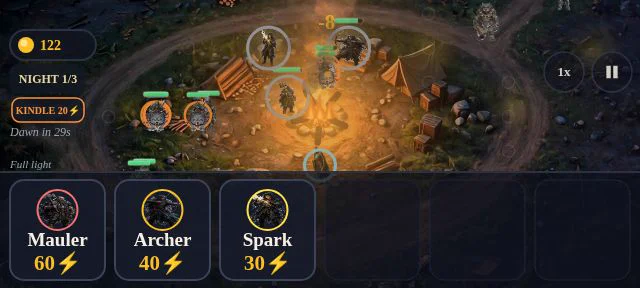 -8
122
NIGHT 1/3
1x
KINDLE 20⚡
Dawn in 29s
Full light
Mauler
60⚡
Archer
40⚡
Spark
30⚡